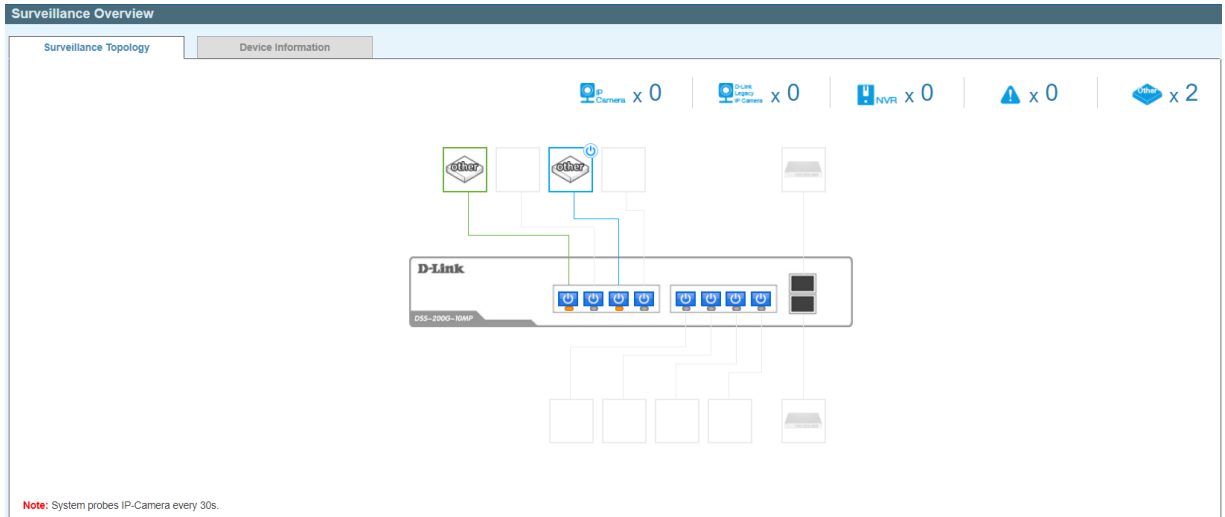 Surveillance Overview
Surveillance Topology
Device Information
IP Camera x 0
D-Link Legacy IP Camera x 0
NVR x 0
x 0
Other x 2
other
other
D-Link
DSS-200G-10MP
Note: System probes IP-Camera every 30s.